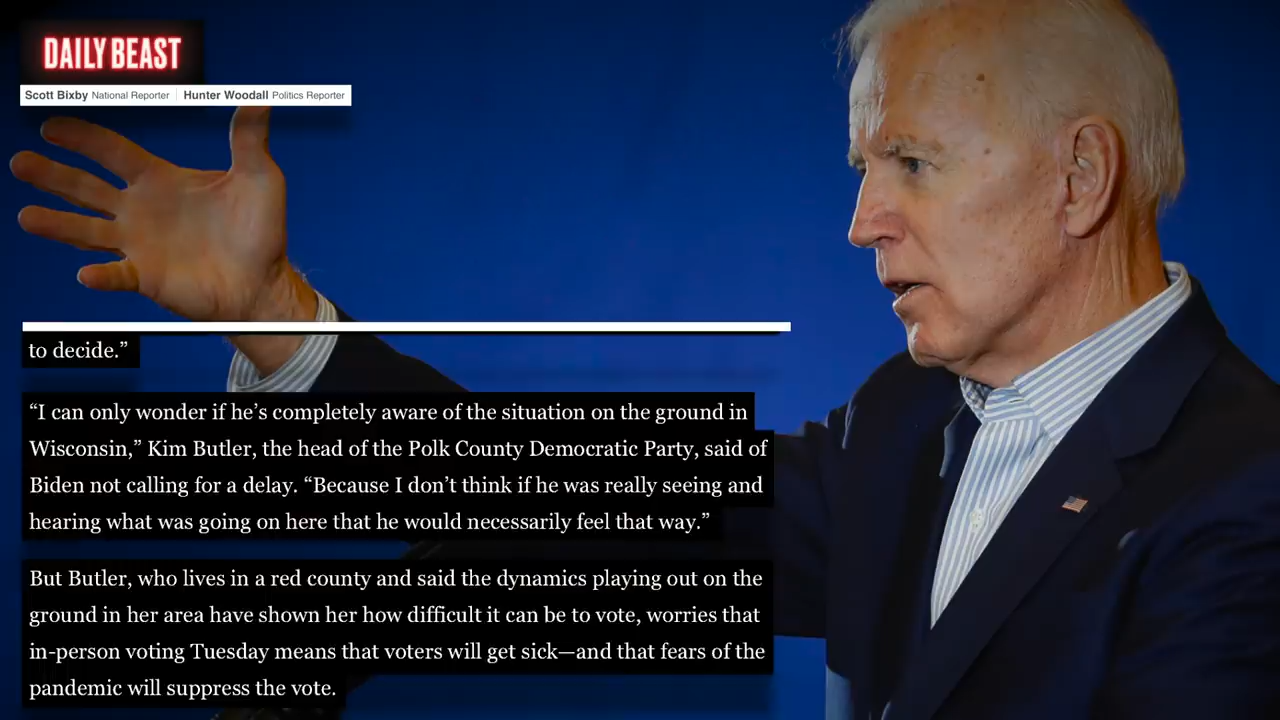 DAILY BEAST
Scott Bixby National Reporter Hunter Woodall Politics Reporter
to decide.”
“I can only wonder if he’s completely aware of the situation on the ground in
Wisconsin,” Kim Butler, the head of the Polk County Democratic Party, said of
Biden not calling for a delay. “Because I don’t think if he was really seeing and
hearing what was going on here that he would necessarily feel that way.”
But Butler, who lives in a red county and said the dynamics playing out on the
ground in her area have shown her how difficult it can be to vote, worries that
in-person voting Tuesday means that voters will get sick—and that fears of the
pandemic will suppress the vote.